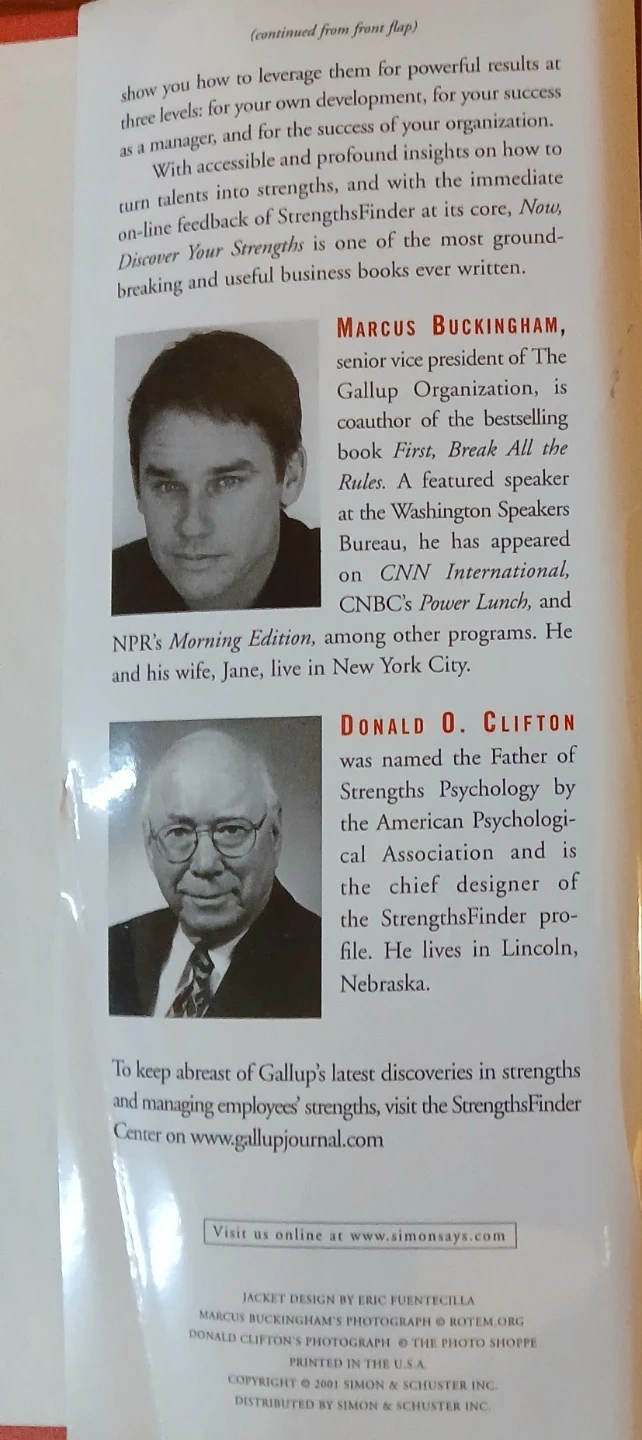 (continued from front flap)
show you how to leverage them for powerful results at
three levels: for your own development, for your success
as a manager, and for the success of your organization.
With accessible and profound insights on how to
turn talents into strengths, and with the immediate
on-line feedback of StrengthsFinder at its core, Now,
Discover Your Strengths is one of the most ground-
breaking and useful business books ever written.
MARCUS BUCKINGHAM,
senior vice president of The
Gallup Organization, is
coauthor of the bestselling
book First, Break All the
Rules. A featured speaker
at the Washington Speakers
Bureau, he has appeared
on CNN International,
CNBC's Power Lunch, and
NPR's Morning Edition, among other programs. He
and his wife, Jane, live in New York City.
DONALD O. CLIFTON
was named the Father of
Strengths Psychology by
the American Psychologi-
cal Association and is
the chief designer of
the StrengthsFinder pro-
file. He lives in Lincoln,
Nebraska.
To keep abreast of Gallup's latest discoveries in strengths
and managing employees' strengths, visit the StrengthsFinder
Center on www.gallupjournal.com
Visit us online at www.simonsays.com
JACKET DESIGN BY ERIC FUENTECILLA
MARCUS BUCKINGHAM'S PHOTOGRAPH © ROTEM.ORG
DONALD CLIFTON'S PHOTOGRAPH © THE PHOTO SHOPPE
PRINTED IN THE U.S.A.
COPYRIGHT © 2001 SIMON & SCHUSTER INC.
DISTRIBUTED BY SIMON & SCHUSTER INC.